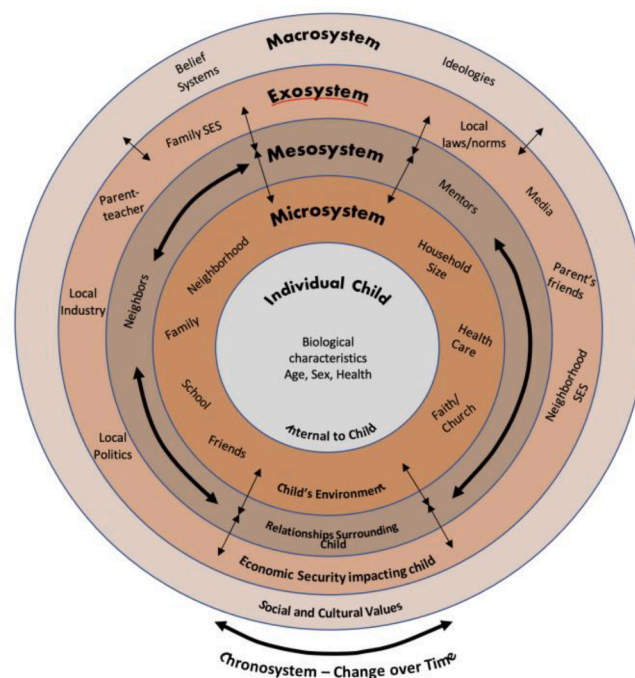 Macrosystem
Belief
Systems
Ideologies
Exosystem
Family SES
Local
laws/norms
Parent-
teacher
Media
Mesosystem
Mentors
Neighbors
Local
Industry
Parent's
friends
Microsystem
Neighborhood
Household
Size
Family
Health
Care
School
Faith/
Church
Friends
Neighborhood
SES
Local
Politics
Individual Child
Biological
characteristics
Age, Sex, Health
Internal to Child
Child's Environment
Relationships Surrounding
Child
Economic Security impacting child
Social and Cultural Values
Chronosystem – Change over Time